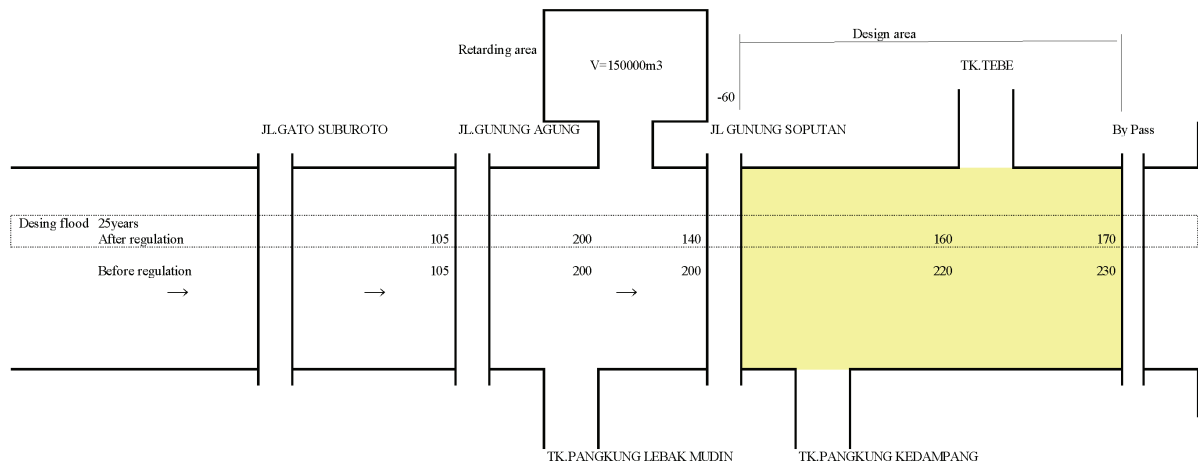 Design area
Retarding area
V=150000m3
TK.TEBE
-60
JL.GATO SUBUROTO
JL.GUNUNG AGUNG
JL GUNUNG SOPUTAN
By Pass
Desing flood 25years
After regulation 105 200 140 160 170
Before regulation 105 200 200 220 230
→ → →
TK.PANGKUNG LEBAK MUDIN
TK.PANGKUNG KEDAMPANG